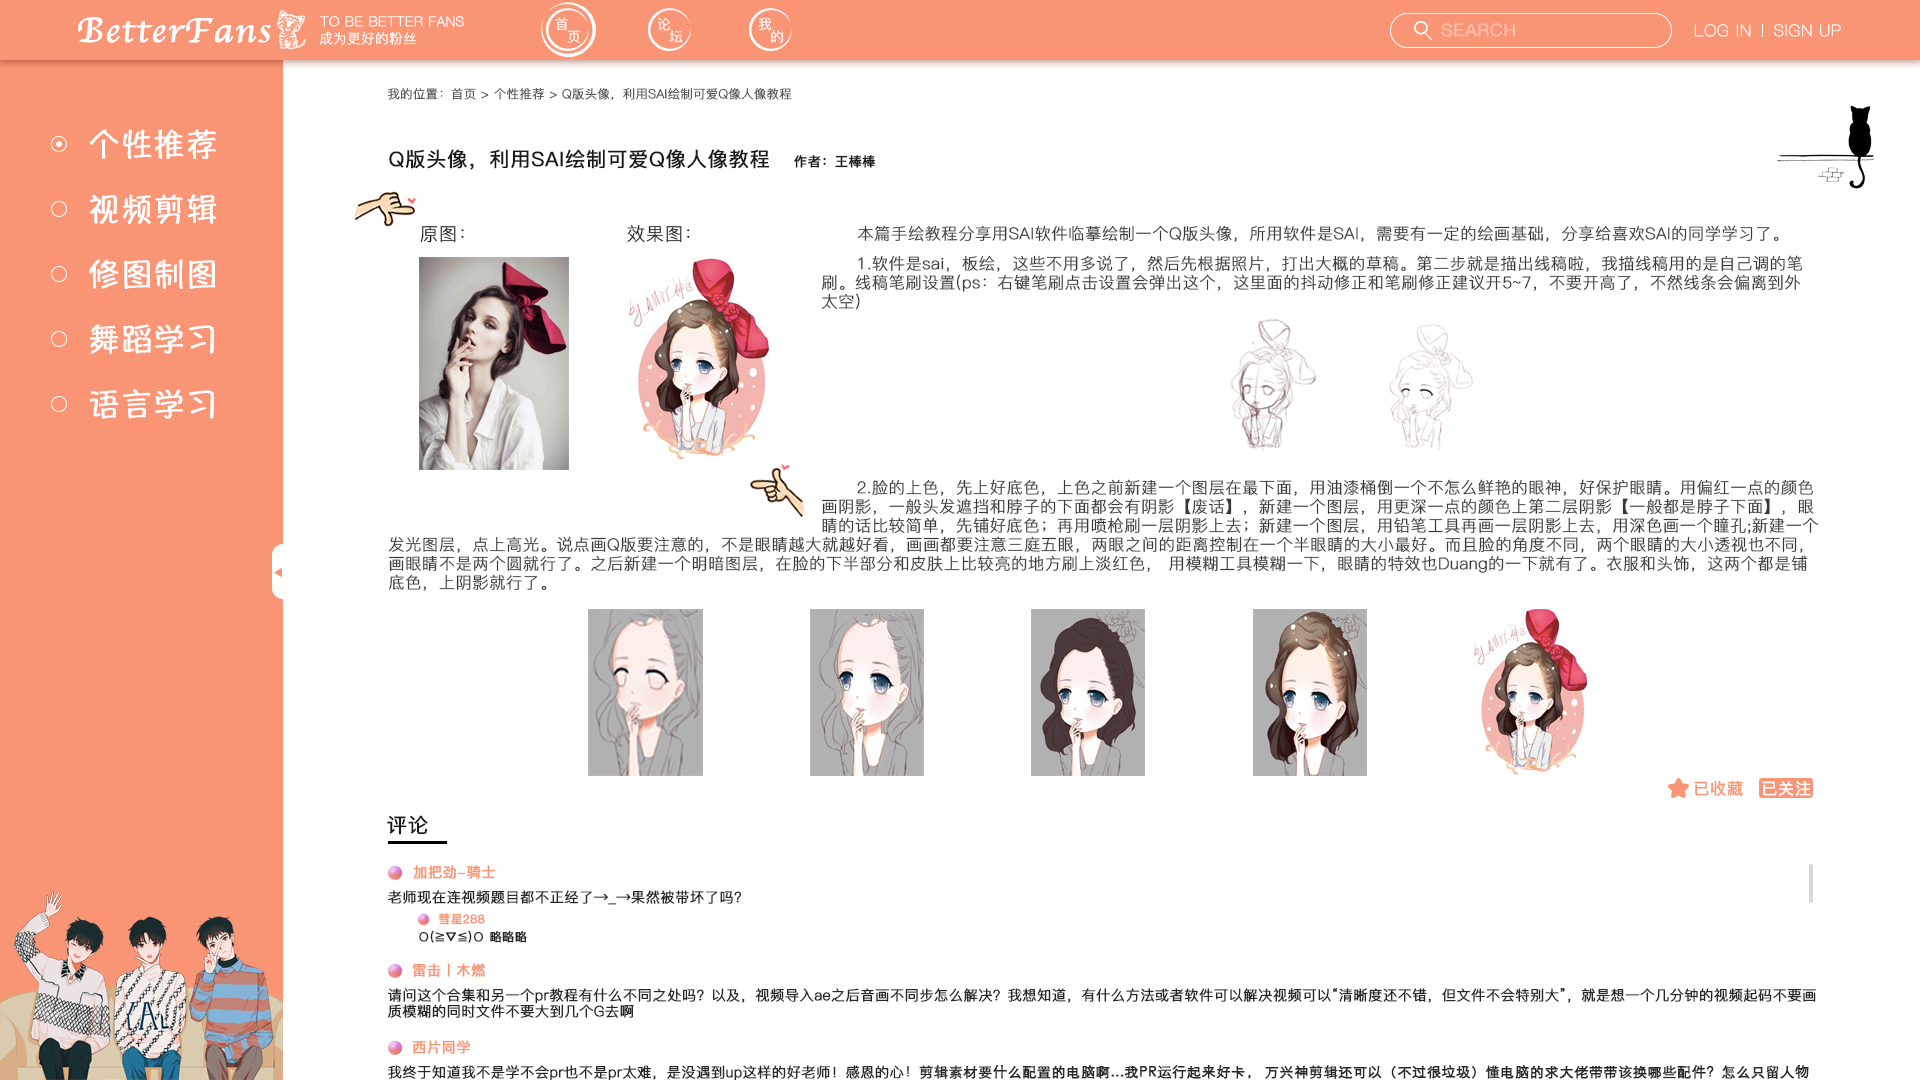 BetterFans
TO BE BETTER FANS
成为更好的粉丝
首页
论坛
我的
SEARCH
LOG IN | SIGN UP
个性推荐
视频剪辑
修图制图
舞蹈学习
语言学习
我的位置：首页 > 个性推荐 > Q版头像，利用SAI绘制可爱Q像人像教程
Q版头像，利用SAI绘制可爱Q像人像教程 作者：王棒棒
原图：
效果图：
本篇手绘教程分享用SAI软件临摹绘制一个Q版头像，所用软件是SAI，需要有一定的绘画基础，分享给喜欢SAI的同学学习了。
1.软件是sai，板绘，这些不用多说了，然后先根据照片，打出大概的草稿。第二步就是描出线稿啦，我描线稿用的是自己调的笔
刷。线稿笔刷设置(ps：右键笔刷点击设置会弹出这个，这里面的抖动修正和笔刷修正建议开5~7，不要开高了，不然线条会偏离到外
太空)
2.脸的上色，先上好底色，上色之前新建一个图层在最下面，用油漆桶倒一个不怎么鲜艳的眼神，好保护眼睛。用偏红一点的颜色
画阴影，一般头发遮挡和脖子的下面都会有阴影【废话】，新建一个图层，用更深一点的颜色上第二层阴影【一般都是脖子下面】，眼
睛的话比较简单，先铺好底色；再用喷枪刷一层阴影上去；新建一个图层，用铅笔工具再画一层阴影上去，用深色画一个瞳孔;新建一个
发光图层，点上高光。说点画Q版要注意的，不是眼睛越大就越好看，画画都要注意三庭五眼，两眼之间的距离控制在一个半眼睛的大小最好。而且脸的角度不同，两个眼睛的大小透视也不同，
画眼睛不是两个圆就行了。之后新建一个明暗图层，在脸的下半部分和皮肤上比较亮的地方刷上淡红色， 用模糊工具模糊一下，眼睛的特效也Duang的一下就有了。衣服和头饰，这两个都是铺
底色，上阴影就行了。
已收藏
已关注
评论
加把劲-骑士
老师现在连视频题目都不正经了→_→果然被带坏了吗?
彗星288
O(≧∇≦)O 略略略
雷击丨木燃
请问这个合集和另一个pr教程有什么不同之处吗？以及，视频导入ae之后音画不同步怎么解决？我想知道，有什么方法或者软件可以解决视频可以“清晰度还不错，但文件不会特别大”，就是想一个几分钟的视频起码不要画
质模糊的同时文件不要大到几个G去啊
西片同学
我终于知道我不是学不会pr也不是pr太难，是没遇到up这样的好老师！感恩的心！剪辑素材要什么配置的电脑啊...我PR运行起来好卡， 万兴神剪辑还可以（不过很垃圾）懂电脑的求大佬带带该换哪些配件？怎么只留人物